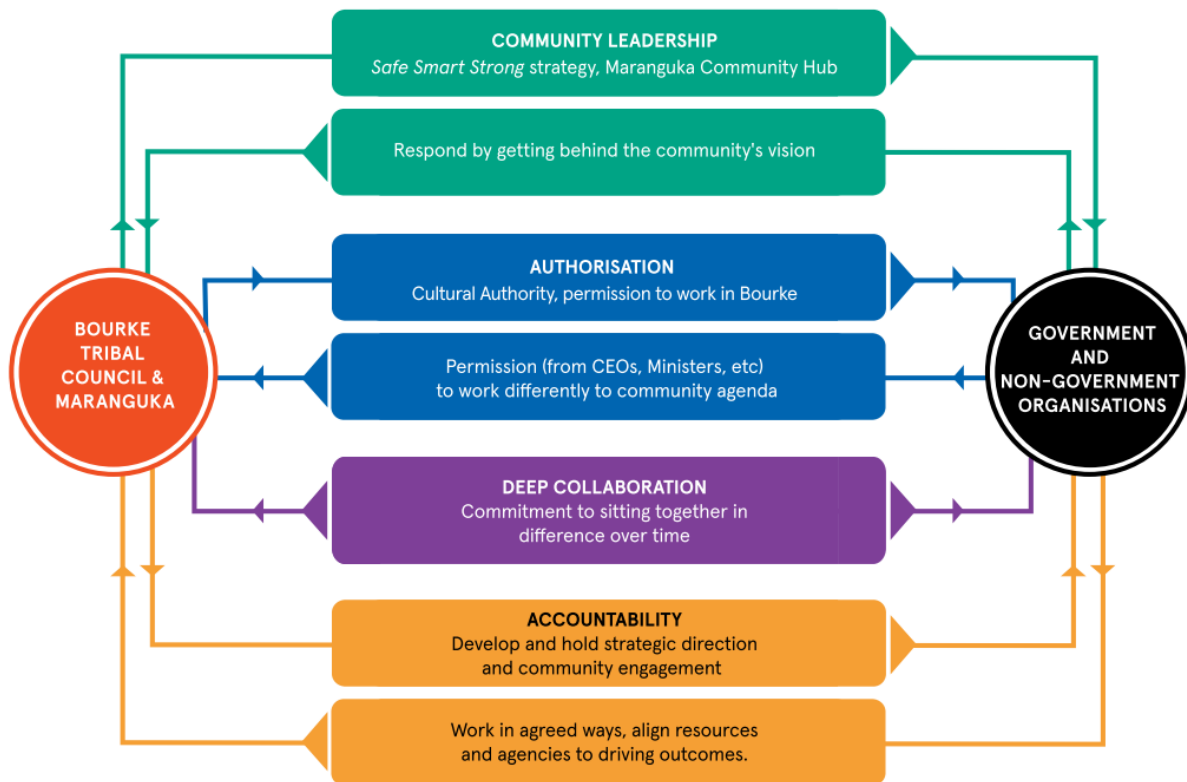 COMMUNITY LEADERSHIP
Safe Smart Strong strategy, Maranguka Community Hub
Respond by getting behind the community's vision
AUTHORISATION
Cultural Authority, permission to work in Bourke
BOURKE
TRIBAL
COUNCIL &
MARANGUKA
GOVERNMENT
AND
NON-GOVERNMENT
ORGANISATIONS
Permission (from CEOs, Ministers, etc)
to work differently to community agenda
DEEP COLLABORATION
Commitment to sitting together in
difference over time
ACCOUNTABILITY
Develop and hold strategic direction
and community engagement
Work in agreed ways, align resources
and agencies to driving outcomes.